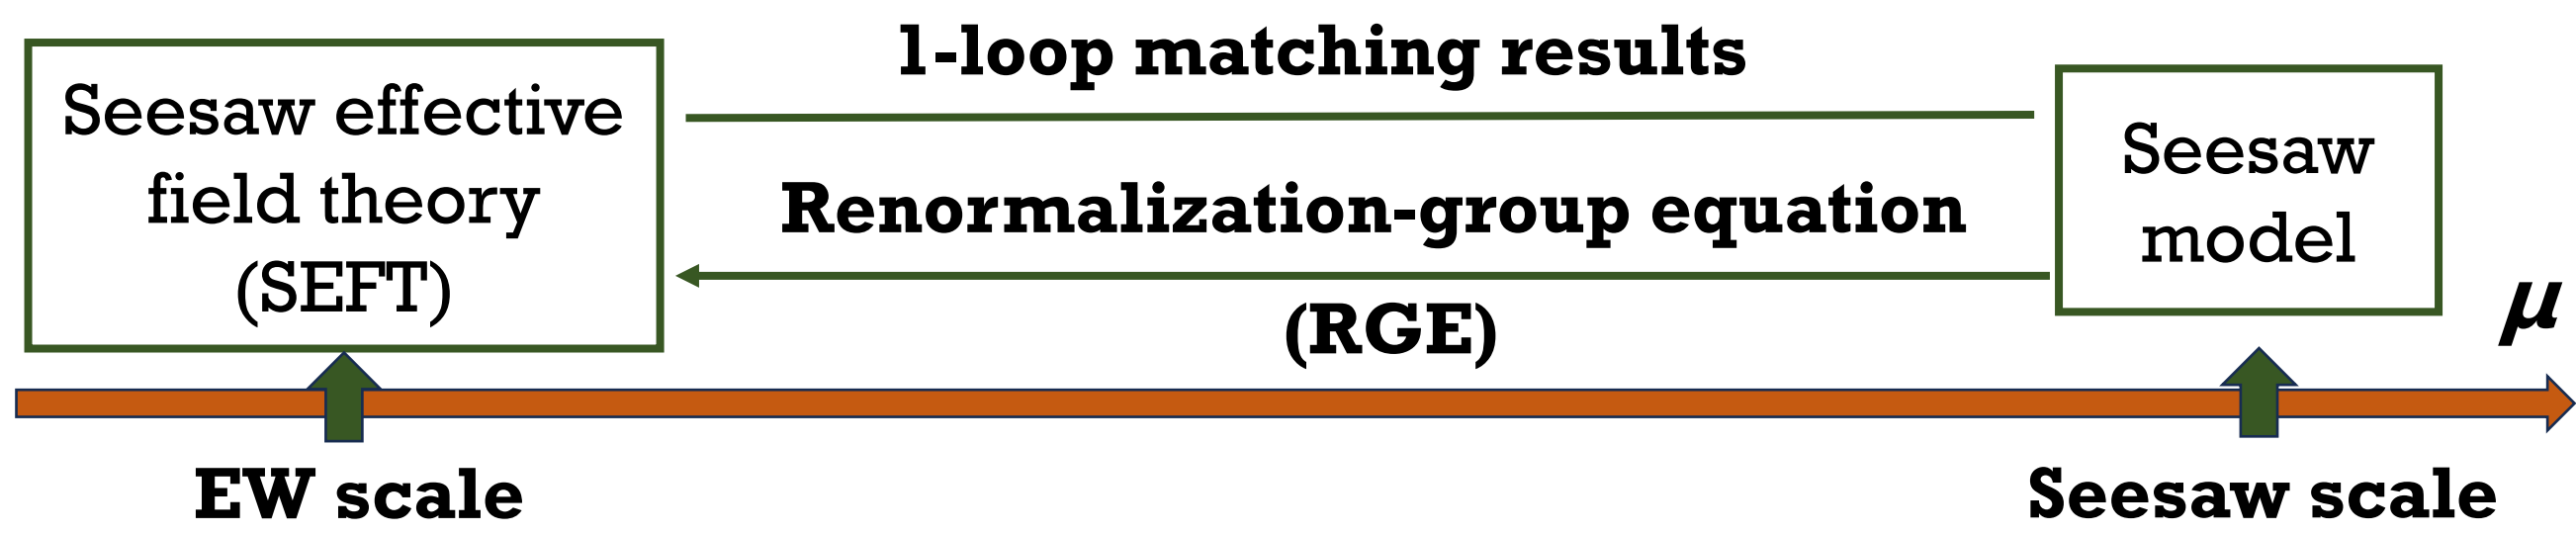 Seesaw effective
field theory
(SEFT)
1-loop matching results
Renormalization-group equation
(RGE)
Seesaw
model
μ
EW scale
Seesaw scale